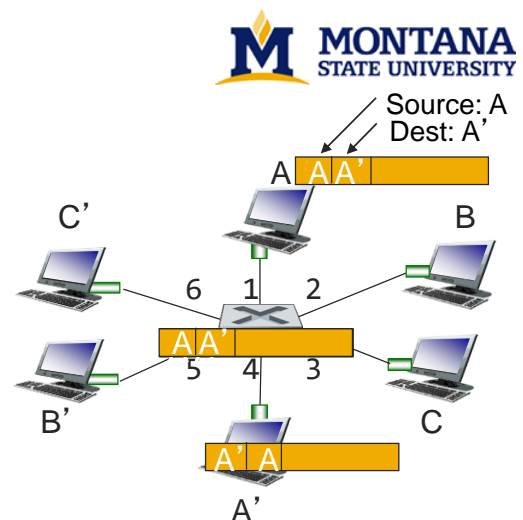 M MONTANA
STATE UNIVERSITY
Source: A
Dest: A'
A A A'
C' B
6 1 2
A A'
5 4 3
B' C
A' A
A'